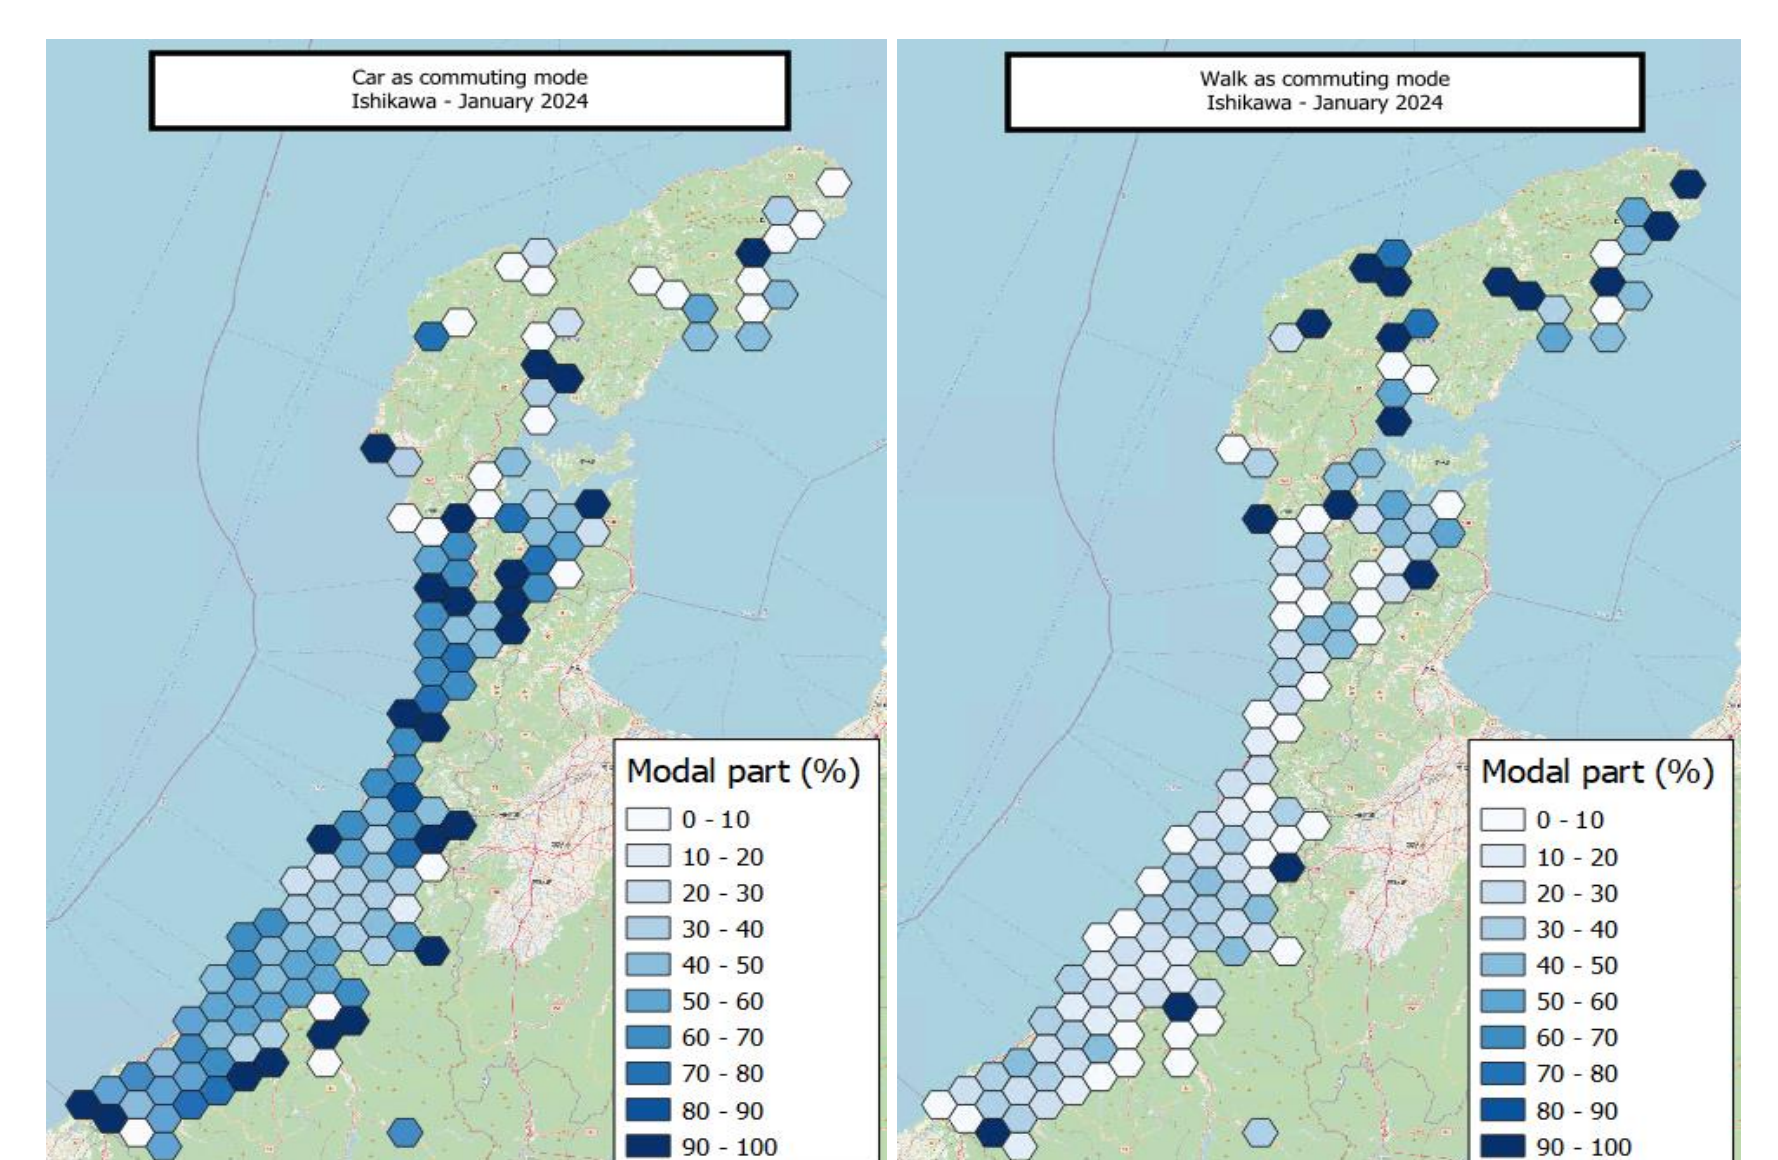 Car as commuting mode
Ishikawa - January 2024
Modal part (%)
0 - 10
10 - 20
20 - 30
30 - 40
40 - 50
50 - 60
60 - 70
70 - 80
80 - 90
90 - 100
Walk as commuting mode
Ishikawa - January 2024
Modal part (%)
0 - 10
10 - 20
20 - 30
30 - 40
40 - 50
50 - 60
60 - 70
70 - 80
80 - 90
90 - 100